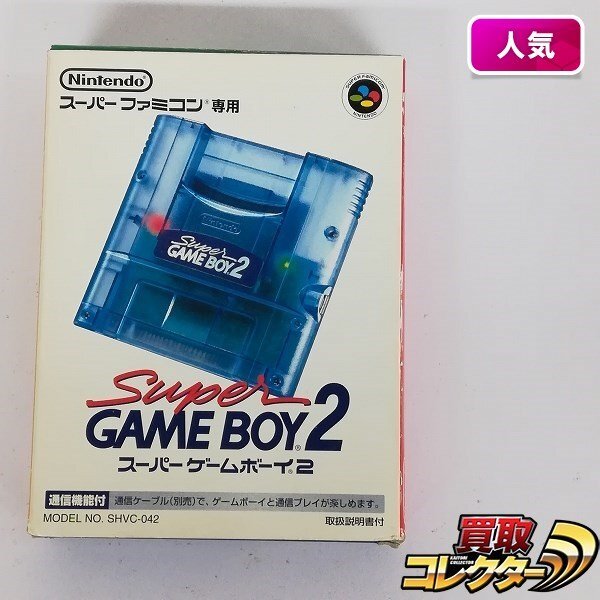 人気
Nintendo
スーパーファミコン®専用
SUPER FAMICOM
NINTENDO
Nintendo
Super
GAME BOY 2
Super
GAME BOY®2
スーパーゲームボーイ®2
通信機能付 通信ケーブル(別売)で、ゲームボーイと通信プレイが楽しめます。
MODEL NO. SHVC-042 取扱説明書付
買取
KAITORI COLLECTOR
コレクター